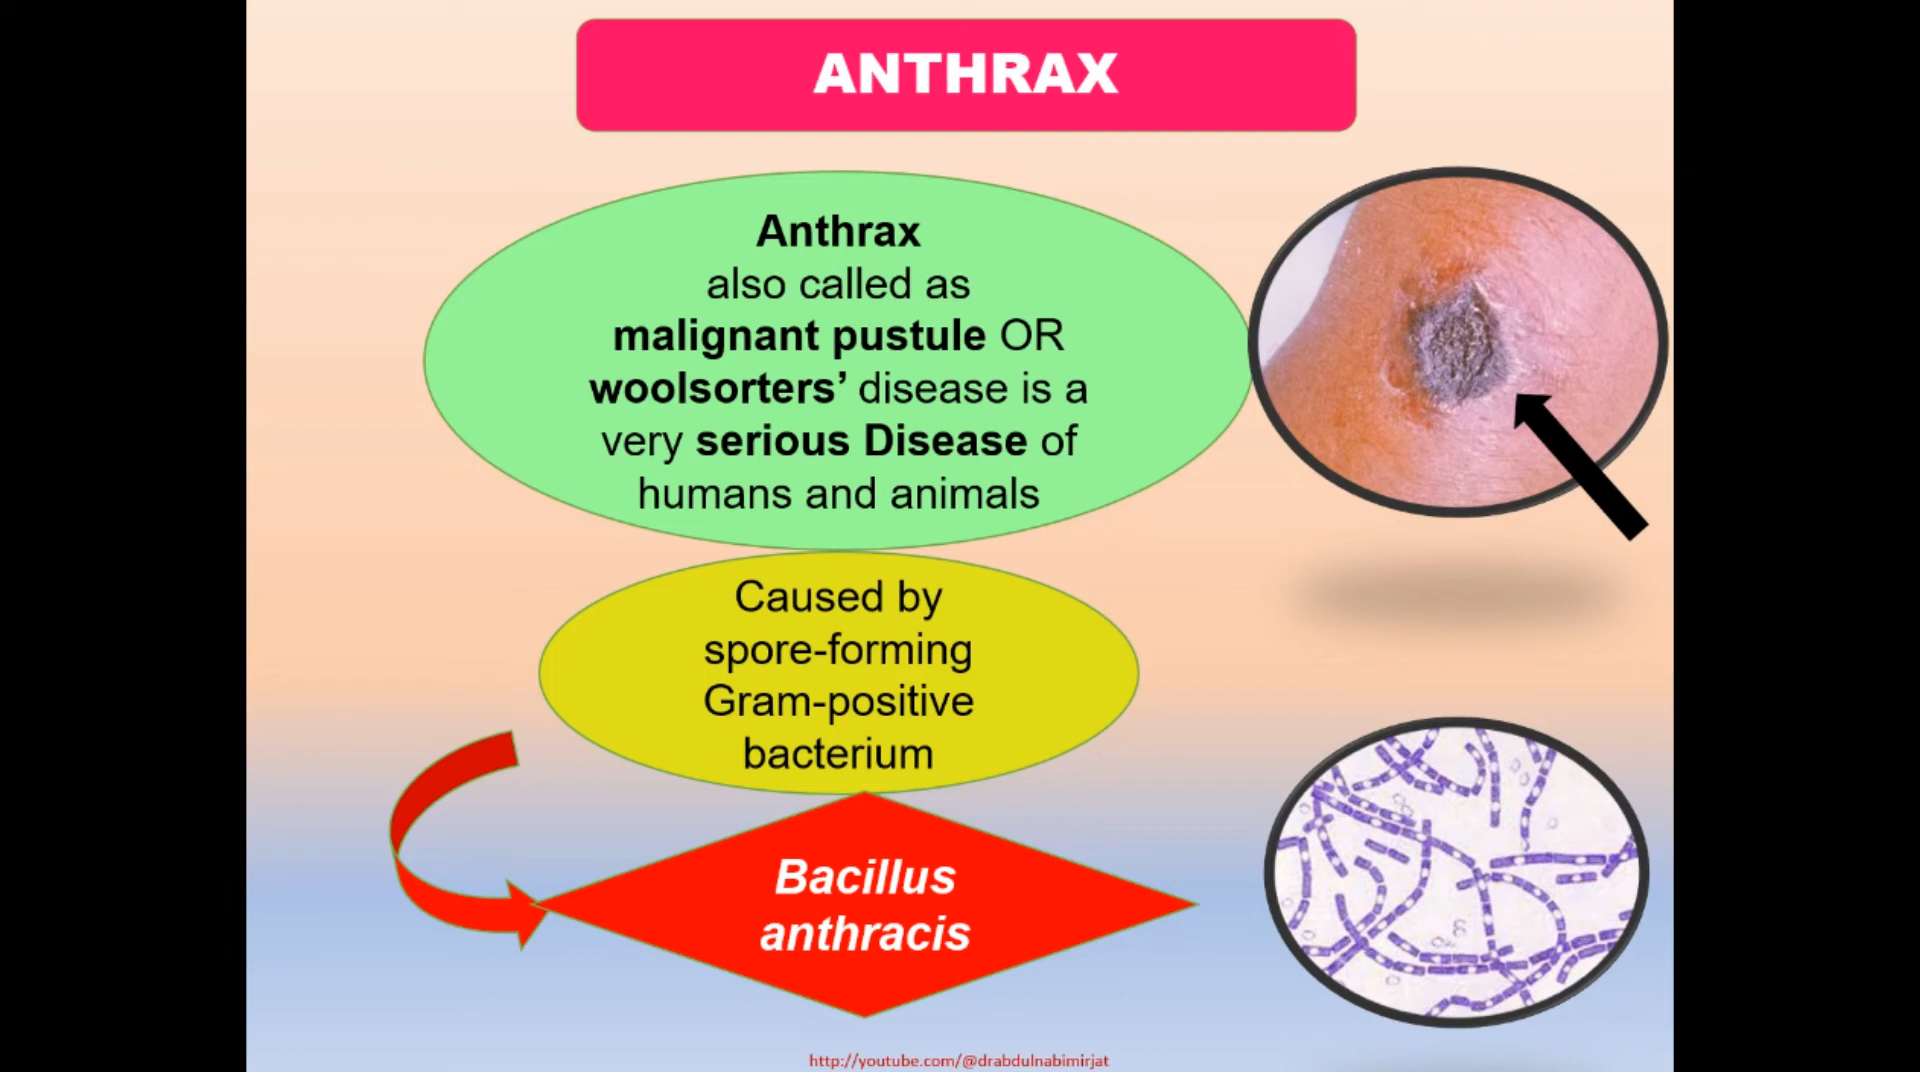 ANTHRAX
Anthrax
also called as
malignant pustule OR
woolsorters’ disease is a
very serious Disease of
humans and animals
Caused by
spore-forming
Gram-positive
bacterium
Bacillus
anthracis
http://youtube.com/@drabdulnabimirjat